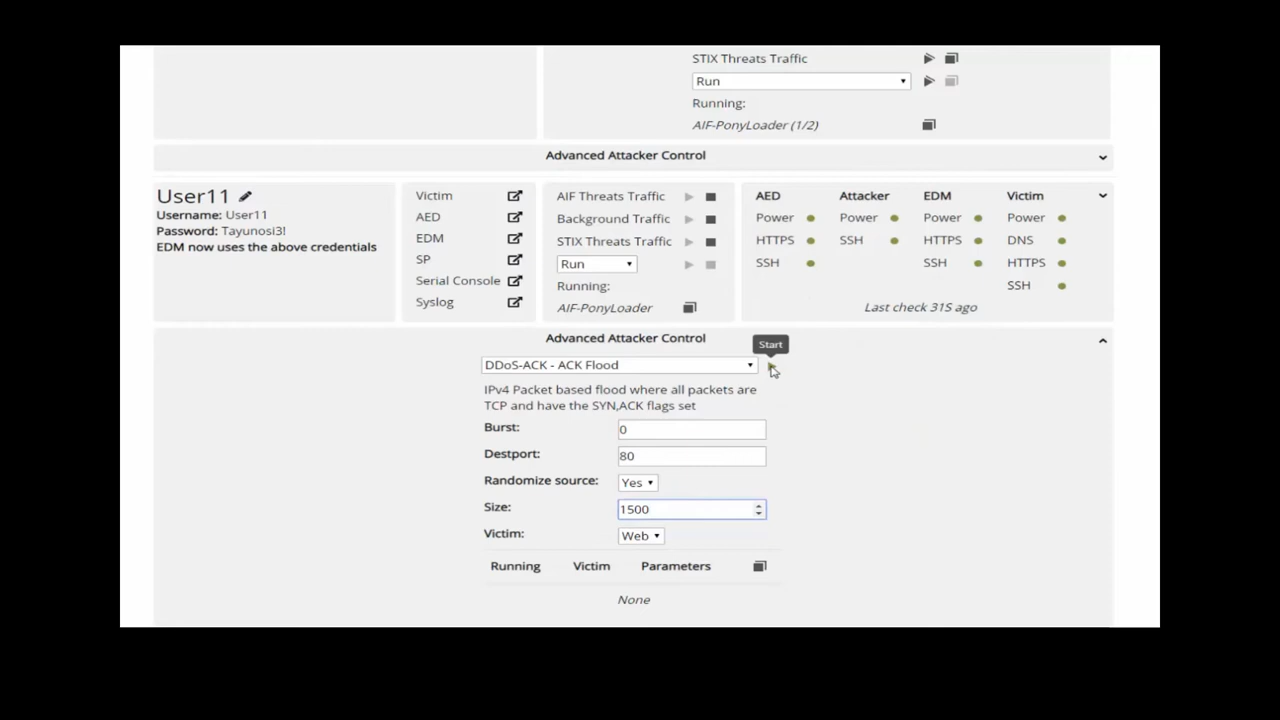 STIX Threats Traffic
Run
Running:
AIF-PonyLoader (1/2)
Advanced Attacker Control
User11
Username: User11
Password: Tayunosi3!
EDM now uses the above credentials
Victim
AED
EDM
SP
Serial Console
Syslog
AIF Threats Traffic
Background Traffic
STIX Threats Traffic
Run
Running:
AIF-PonyLoader
AED Attacker EDM Victim
Power Power Power Power
HTTPS SSH HTTPS DNS
SSH SSH HTTPS
SSH
Last check 31S ago
Advanced Attacker Control
Start
DDoS-ACK - ACK Flood
IPv4 Packet based flood where all packets are
TCP and have the SYN,ACK flags set
Burst: 0
Destport: 80
Randomize source: Yes
Size: 1500
Victim: Web
Running Victim Parameters
None